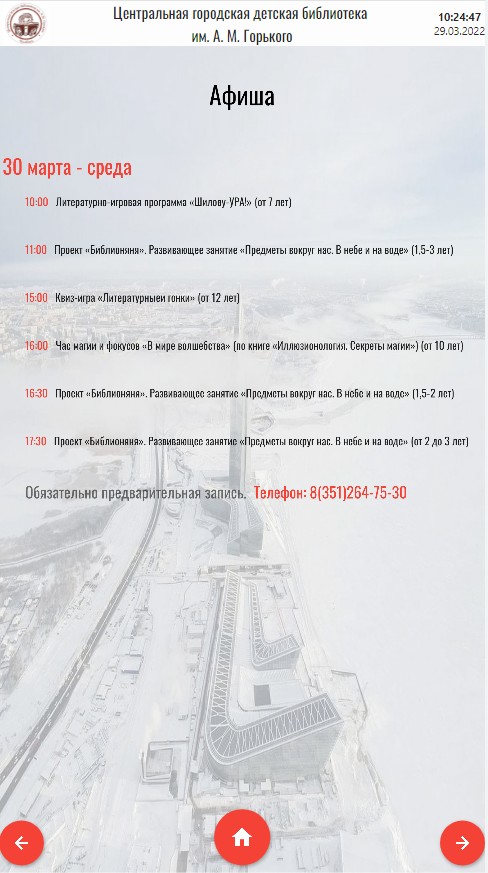 Центральная городская детская библиотека
им. А. М. Горького
10:24:47
29.03.2022
Афиша
30 марта - среда
10:00 Литературно-игровая программа «Шилову-УРА!» (от 7 лет)
11:00 Проект «Библионяня». Развивающее занятие «Предметы вокруг нас. В небе и на воде» (1,5-3 лет)
15:00 Квиз-игра «Литературныеи гонки» (от 12 лет)
16:00 Час магии и фокусов «В мире волшебства» (по книге «Иллюзионология. Секреты магии») (от 10 лет)
16:30 Проект «Библионяня». Развивающее занятие «Предметы вокруг нас. В небе и на воде» (1,5-2 лет)
17:30 Проект «Библионяня». Развивающее занятие «Предметы вокруг нас. В небе и на воде» (от 2 до 3 лет)
Обязательно предварительная запись. Телефон: 8(351)264-75-30